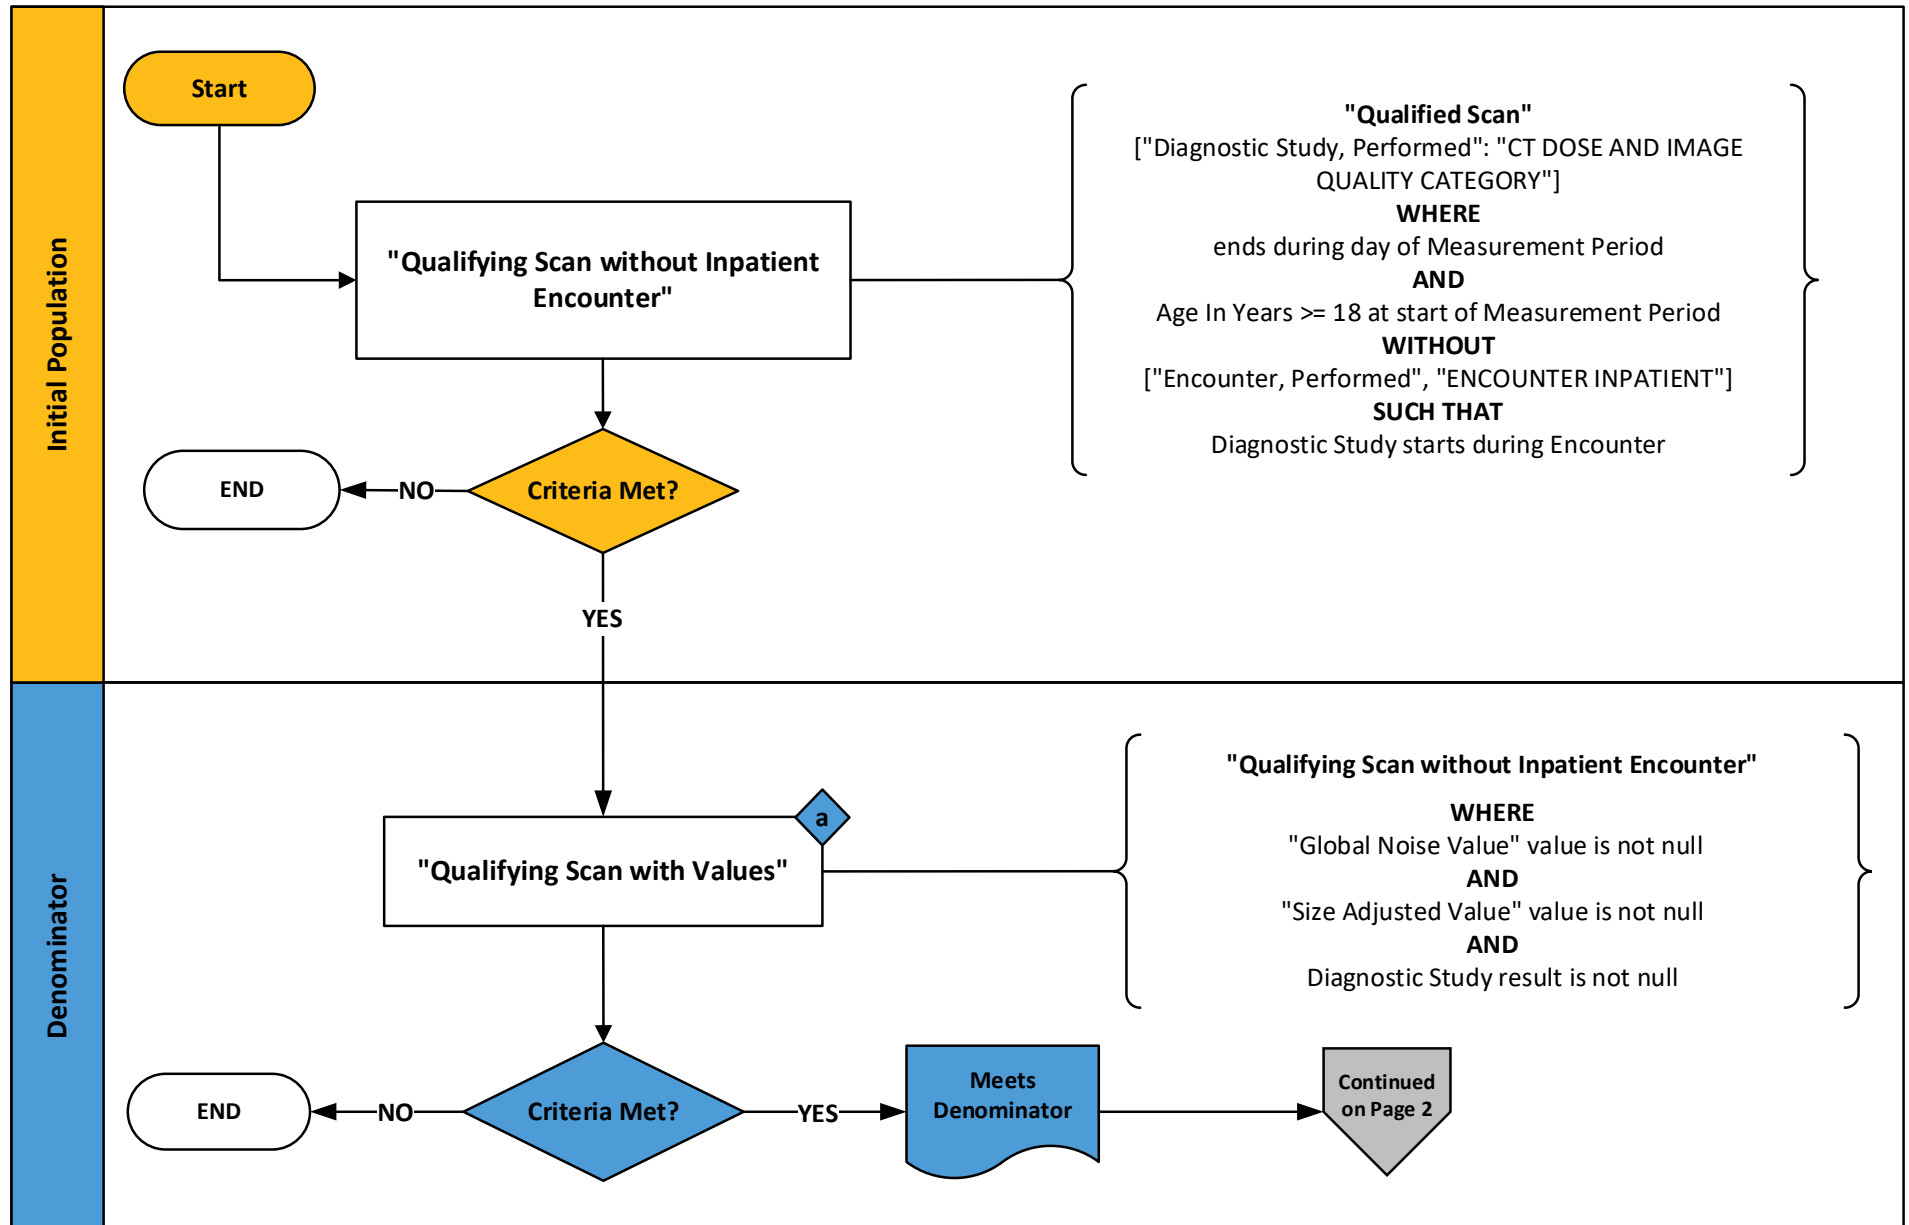 Initial Population
Start
"Qualifying Scan without Inpatient
Encounter"
"Qualified Scan"
["Diagnostic Study, Performed": "CT DOSE AND IMAGE
QUALITY CATEGORY"]
WHERE
ends during day of Measurement Period
AND
Age In Years >= 18 at start of Measurement Period
WITHOUT
["Encounter, Performed", "ENCOUNTER INPATIENT"]
SUCH THAT
Diagnostic Study starts during Encounter
END
NO
Criteria Met?
YES
Denominator
a
"Qualifying Scan with Values"
"Qualifying Scan without Inpatient Encounter"
WHERE
"Global Noise Value" value is not null
AND
"Size Adjusted Value" value is not null
AND
Diagnostic Study result is not null
END
NO
Criteria Met?
YES
Meets
Denominator
Continued
on Page 2